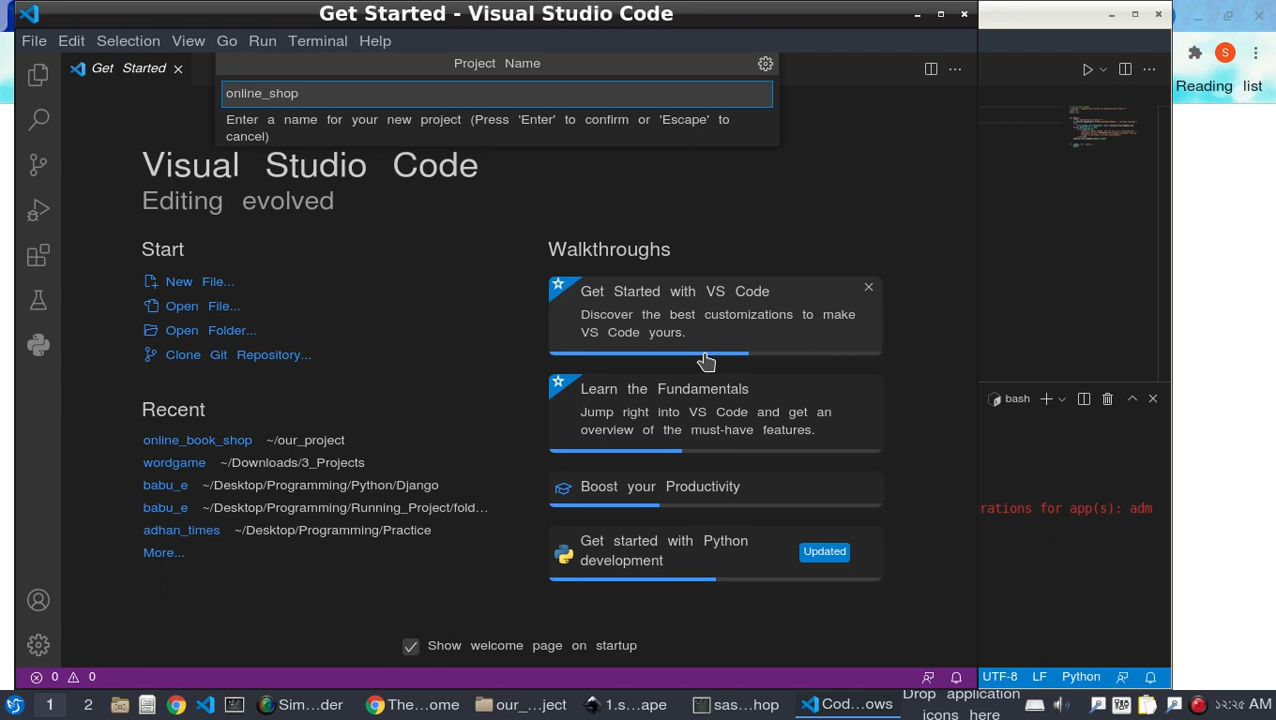 Get Started - Visual Studio Code
File Edit Selection View Go Run Terminal Help
Get Started
Project Name
online_shop
Enter a name for your new project (Press 'Enter' to confirm or 'Escape' to
cancel)
S
Reading list
Visual Studio Code
Editing evolved
Start
New File...
Open File...
Open Folder...
Clone Git Repository...
Recent
online_book_shop ~/our_project
wordgame ~/Downloads/3_Projects
babu_e ~/Desktop/Programming/Python/Django
babu_e ~/Desktop/Programming/Running_Project/fold...
adhan_times ~/Desktop/Programming/Practice
More...
Walkthroughs
Get Started with VS Code
Discover the best customizations to make
VS Code yours.
Learn the Fundamentals
Jump right into VS Code and get an
overview of the must-have features.
Boost your Productivity
Get started with Python
development
Updated
Show welcome page on startup
bash
rations for app(s): adm
0 0
UTF-8 LF Python
1 2 Sim...der The...ome our_...ject 1.s...ape sas...hop Cod...ows
Drop application
icons here
12:26 AM